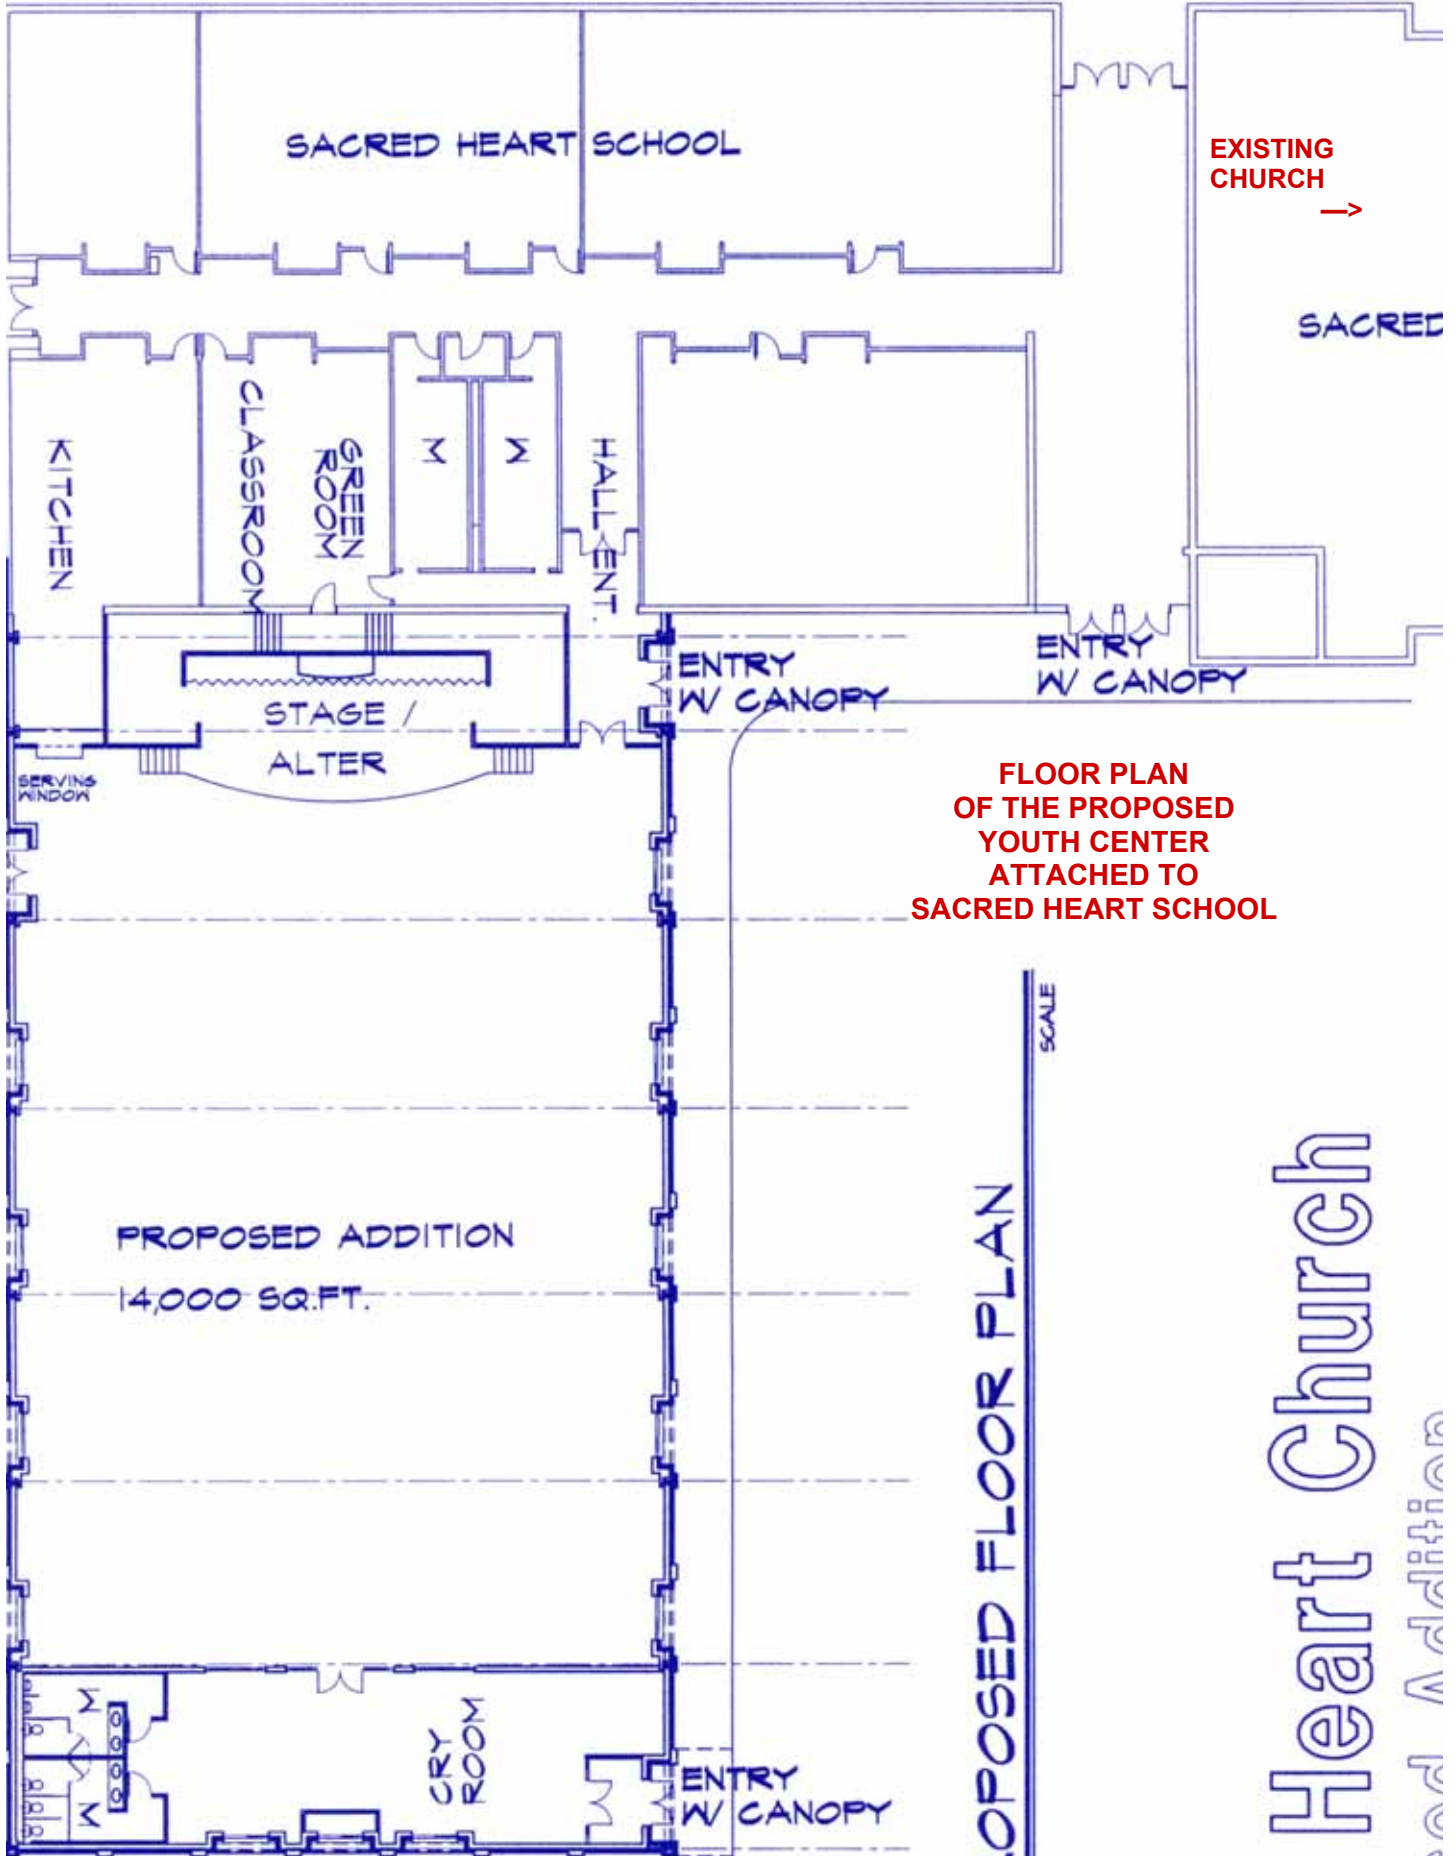 SACRED HEART SCHOOL
EXISTING
CHURCH
—>
SACRED
KITCHEN
CLASSROOM
GREEN
ROOM
M
M
HALL ENT.
ENTRY
W/ CANOPY
ENTRY
W/ CANOPY
STAGE /
ALTER
SERVING
WINDOW
FLOOR PLAN
OF THE PROPOSED
YOUTH CENTER
ATTACHED TO
SACRED HEART SCHOOL
SCALE
PROPOSED ADDITION
14,000 SQ.FT.
OPOSED FLOOR PLAN
Heart Church
Addition
M
M
CRY
ROOM
ENTRY
W/ CANOPY